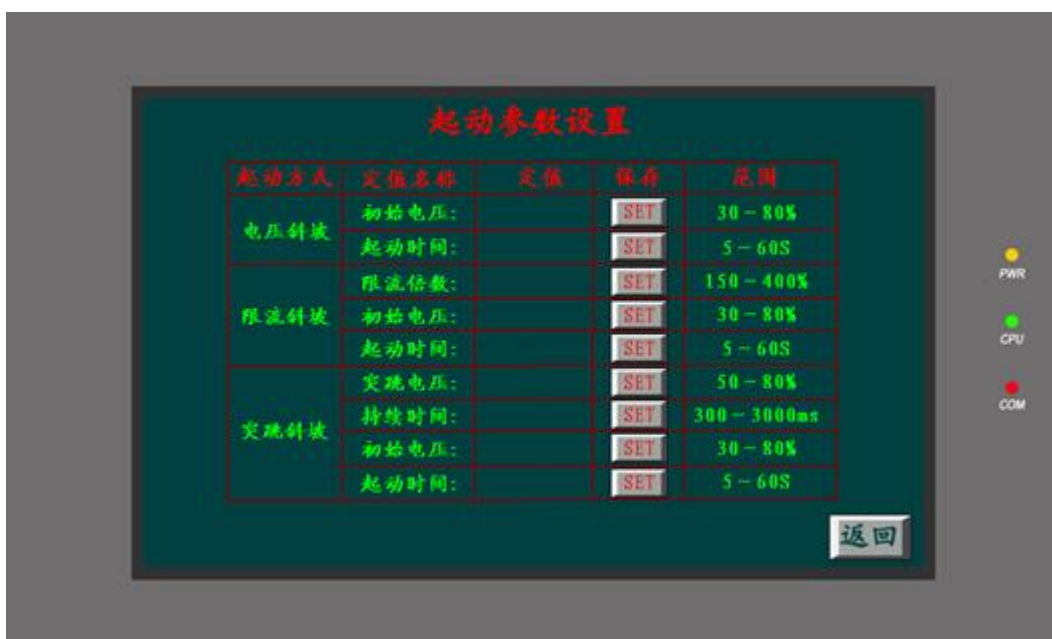 起动参数设置
起动方式 定值名称 定值 保存 范围
电压斜坡
初始电压: SET 30-80%
起动时间: SET 5-60S
限流斜坡
限流倍数: SET 150-400%
初始电压: SET 30-80%
起动时间: SET 5-60S
突跳斜坡
突跳电压: SET 50-80%
持续时间: SET 300-3000ms
初始电压: SET 30-80%
起动时间: SET 5-60S
返回
PWR
CPU
COM